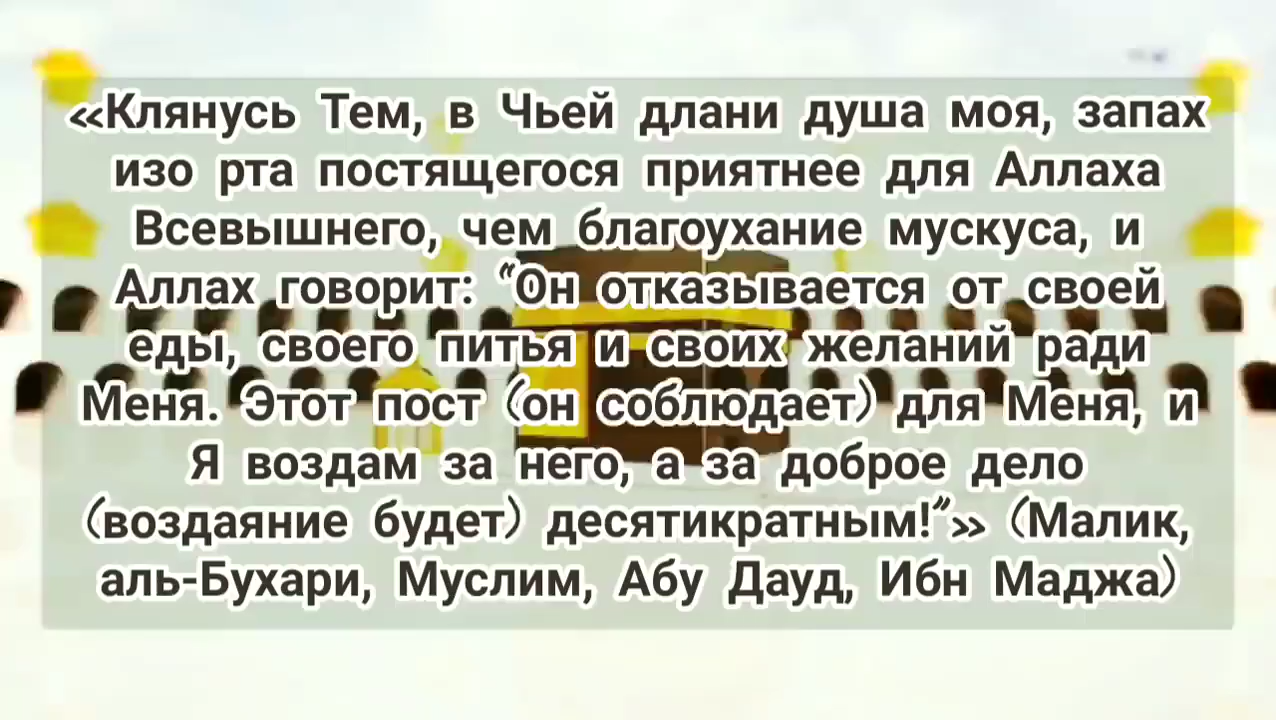 «Клянусь Тем, в Чьей длани душа моя, запах
изо рта постящегося приятнее для Аллаха
Всевышнего, чем благоухание мускуса, и
Аллах говорит: “Он отказывается от своей
еды, своего питья и своих желаний ради
Меня. Этот пост (он соблюдает) для Меня, и
Я воздам за него, а за доброе дело
(воздаяние будет) десятикратным!”» (Малик,
аль-Бухари, Муслим, Абу Дауд, Ибн Маджа)